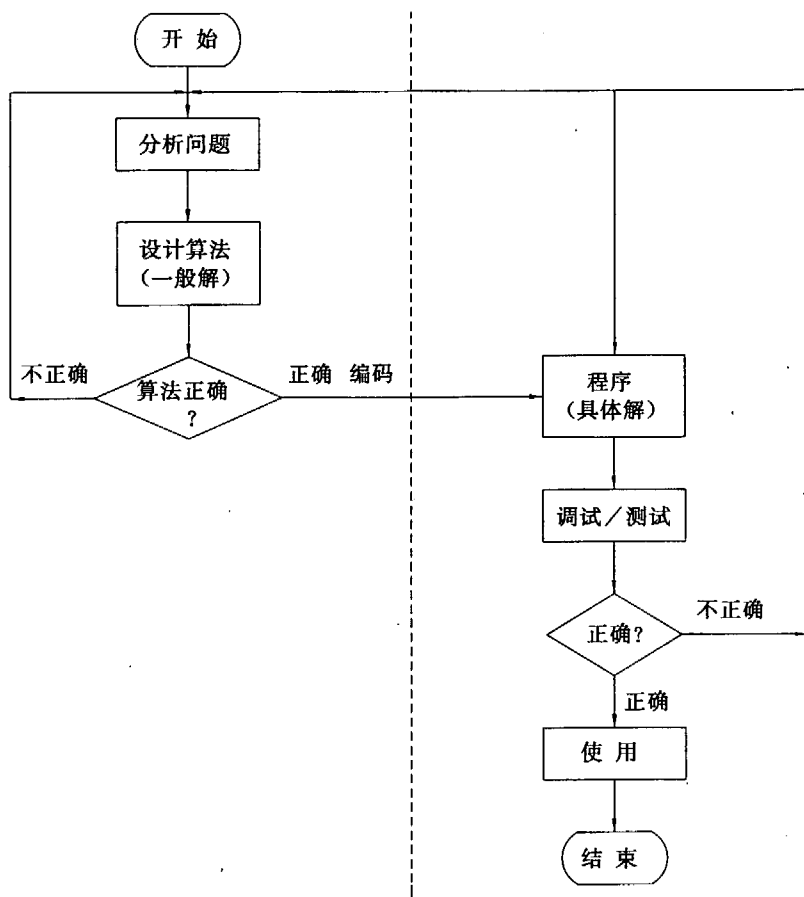 开 始
分析问题
设计算法
(一般解)
不正确
算法正确
?
正确 编码
程序
(具体解)
调试/测试
正确?
不正确
正确
使 用
结 束